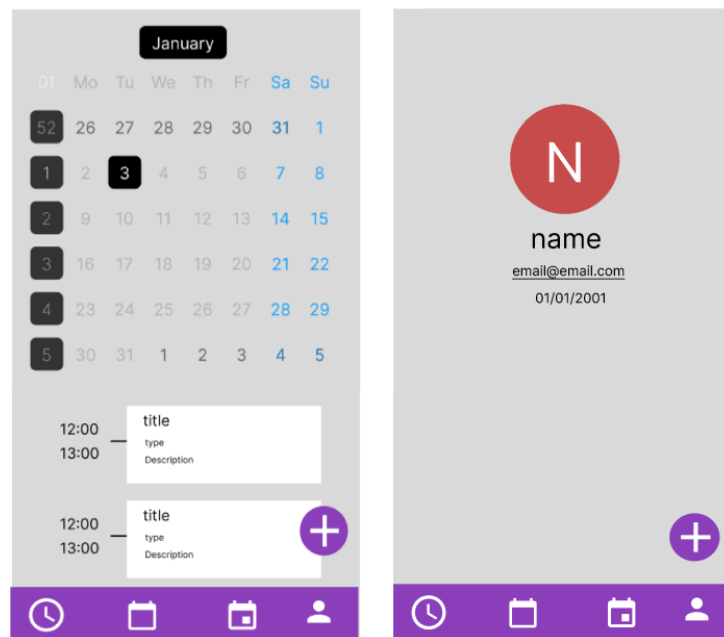 January
01 Mo Tu We Th Fr Sa Su
52 26 27 28 29 30 31 1
1 2 3 4 5 6 7 8
2 9 10 11 12 13 14 15
3 16 17 18 19 20 21 22
4 23 24 25 26 27 28 29
5 30 31 1 2 3 4 5
12:00
13:00
title
type
Description
12:00
13:00
title
type
Description
N
name
email@email.com
01/01/2001